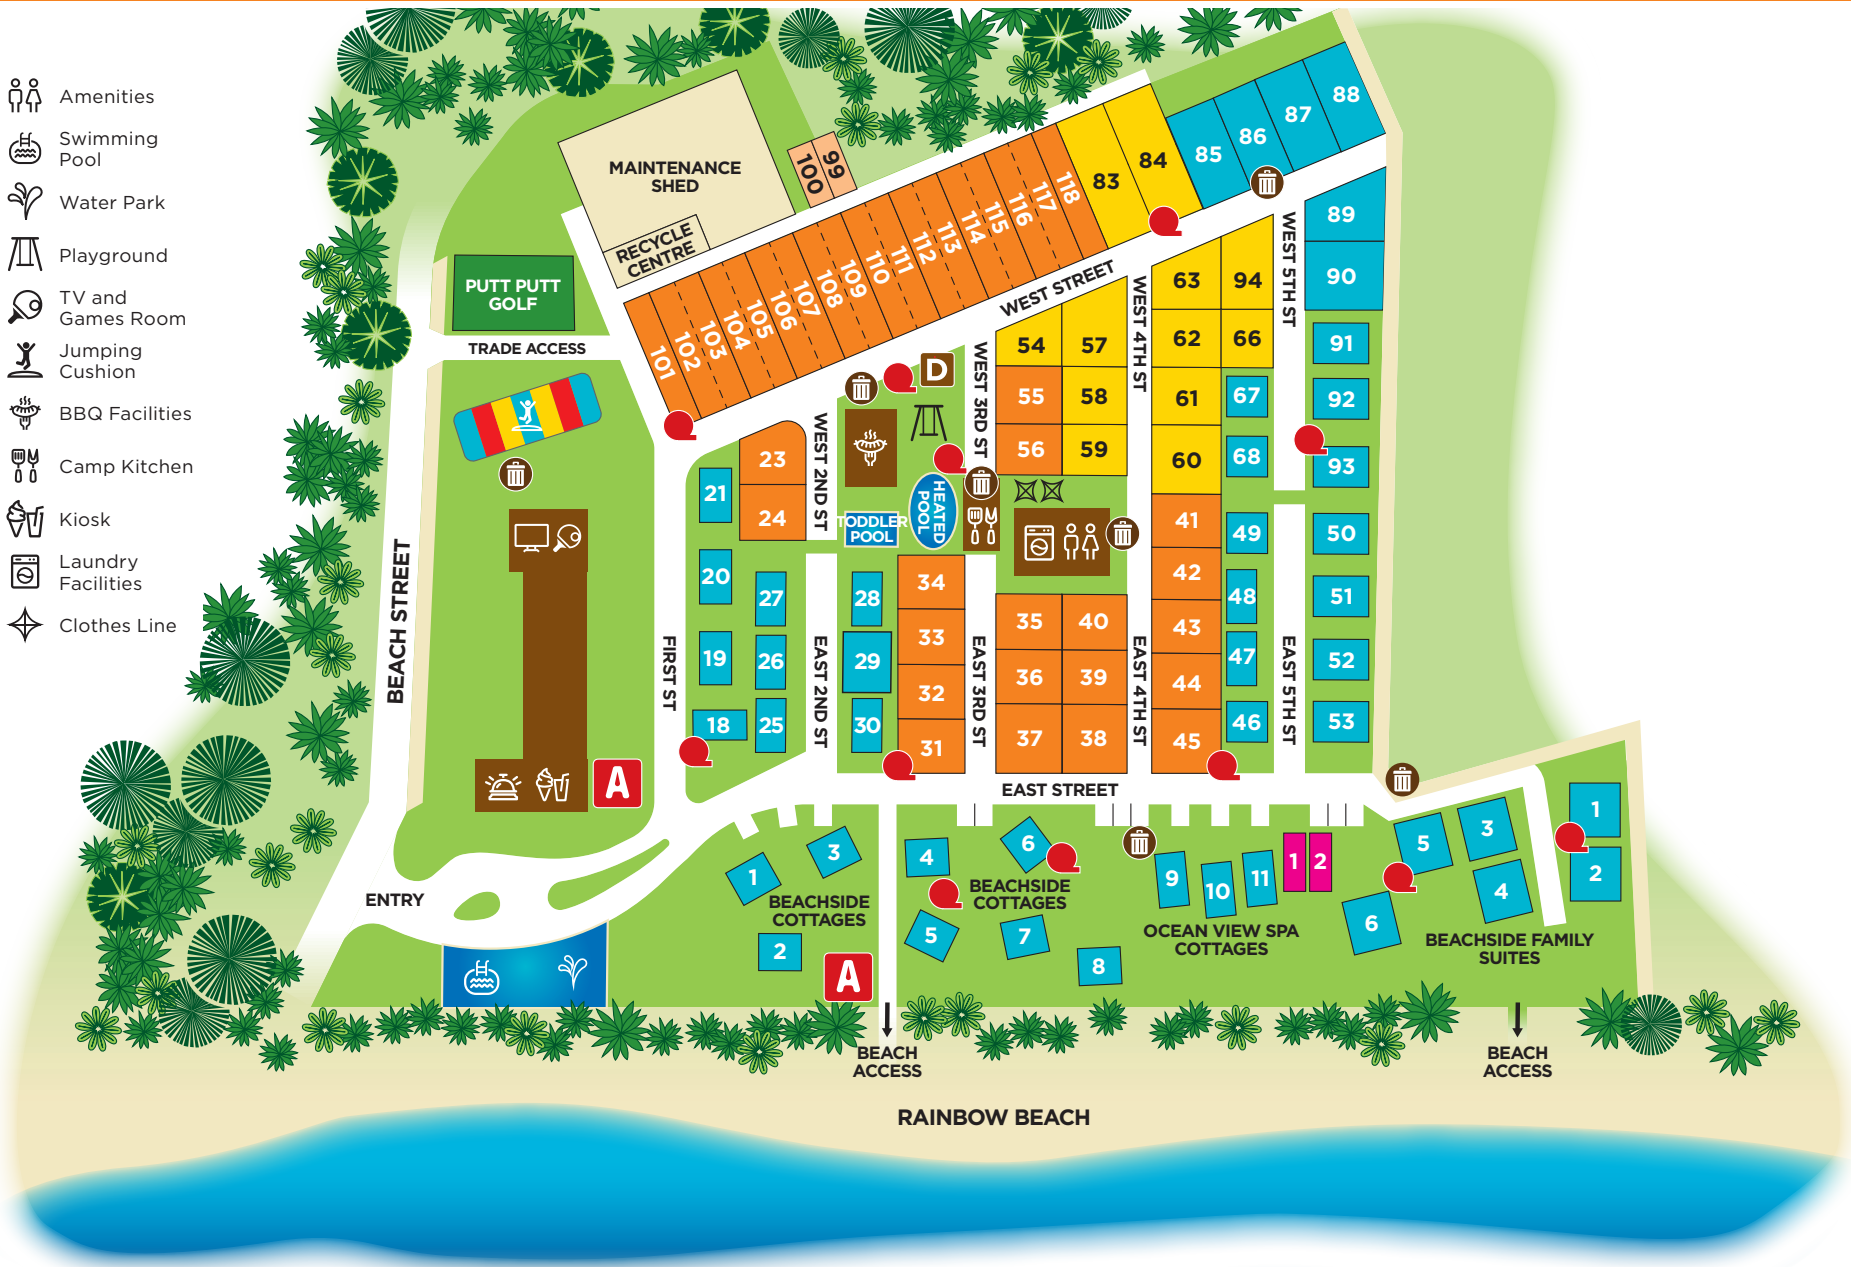 Amenities
Swimming
Pool
Water Park
Playground
TV and
Games Room
Jumping
Cushion
BBQ Facilities
Camp Kitchen
Kiosk
Laundry
Facilities
Clothes Line
MAINTENANCE
SHED
RECYCLE
CENTRE
100
99
PUTT PUTT
GOLF
TRADE ACCESS
101
102
103
104
105
106
107
108
109
110
111
112
113
114
115
116
117
118
83
84
85
86
87
88
WEST STREET
89
90
91
92
93
WEST 5TH ST
63
94
62
66
61
67
60
68
WEST 4TH ST
54
57
55
58
56
59
WEST 3RD ST
D
HEATED
POOL
TODDLER
POOL
WEST 2ND ST
23
24
21
20
19
18
27
26
25
FIRST ST
EAST 2ND ST
28
29
30
34
33
32
31
EAST 3RD ST
35
40
36
39
37
38
EAST 4TH ST
41
42
43
44
45
49
48
47
46
EAST 5TH ST
50
51
52
53
BEACH STREET
A
EAST STREET
ENTRY
1
3
BEACHSIDE
COTTAGES
2
A
4
5
6
BEACHSIDE
COTTAGES
7
8
9
10
11
1
2
OCEAN VIEW SPA
COTTAGES
5
3
1
6
4
2
BEACHSIDE FAMILY
SUITES
BEACH
ACCESS
BEACH
ACCESS
RAINBOW BEACH